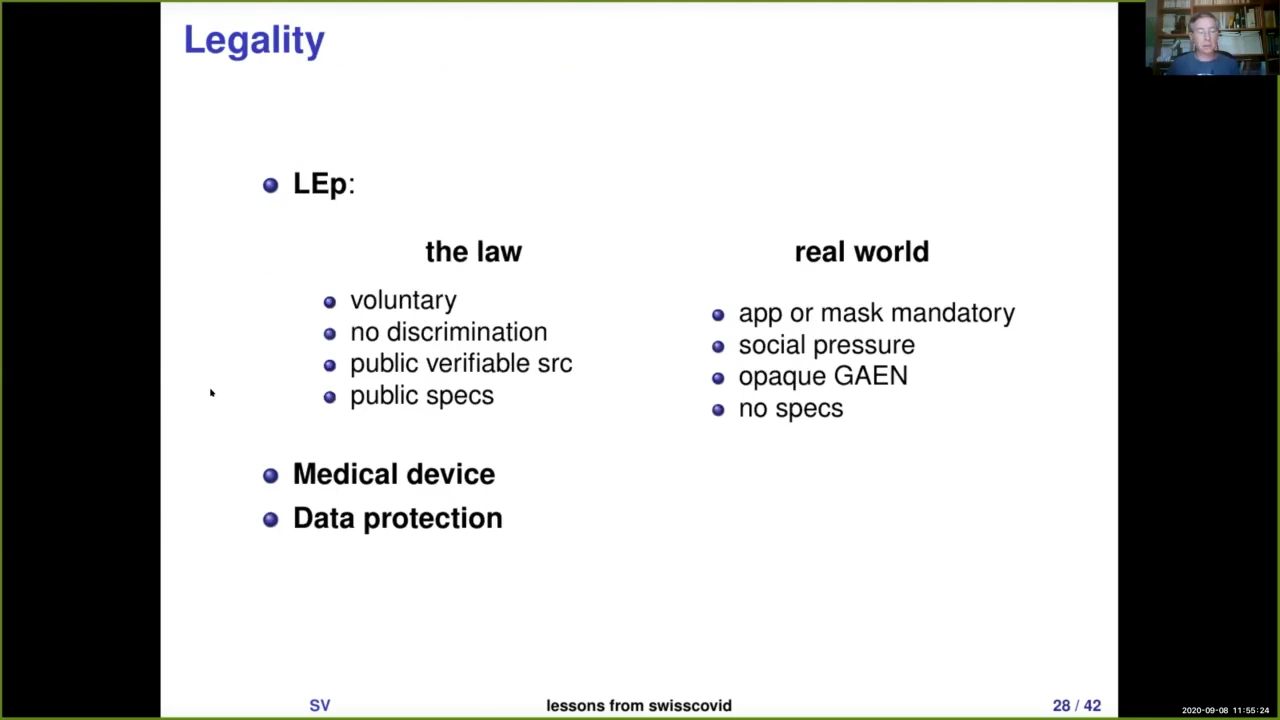 Legality
LEp:
the law
voluntary
no discrimination
public verifiable src
public specs
real world
app or mask mandatory
social pressure
opaque GAEN
no specs
Medical device
Data protection
SV
lessons from swisscovid
28 / 42
2020-09-08 11:55:24